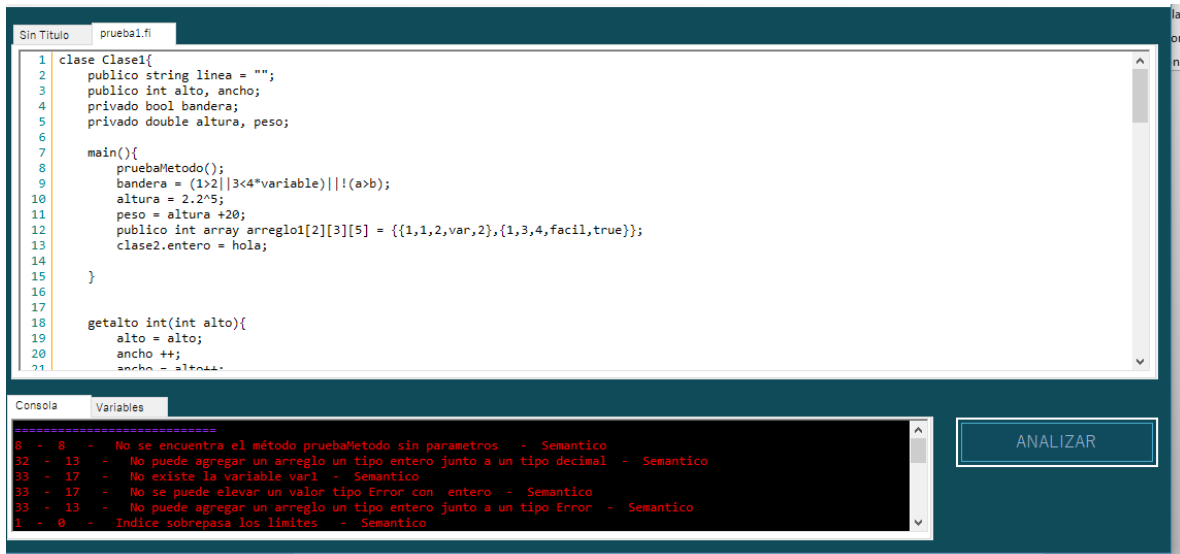 Sin Titulo
prueba1.fi
1 clase Clase1{
2 publico string linea = "";
3 publico int alto, ancho;
4 privado bool bandera;
5 privado double altura, peso;
6
7 main(){
8 pruebaMetodo();
9 bandera = (1>2||3<4*variable)||!(a>b);
10 altura = 2.2^5;
11 peso = altura +20;
12 publico int array arreglo1[2][3][5] = {{1,1,2,var,2},{1,3,4,facil,true}};
13 clase2.entero = hola;
14
15 }
16
17
18 getalto int(int alto){
19 alto = alto;
20 ancho ++;
21 ancho = alto++;
Consola
Variables
============================
8 - 8 - No se encuentra el método pruebaMetodo sin parametros - Semantico
32 - 13 - No puede agregar un arreglo un tipo entero junto a un tipo decimal - Semantico
33 - 17 - No existe la variable var1 - Semantico
33 - 17 - No se puede elevar un valor tipo Error con entero - Semantico
33 - 13 - No puede agregar un arreglo un tipo entero junto a un tipo Error - Semantico
1 - 0 - Indice sobrepasa los limites - Semantico
ANALIZAR
la
n